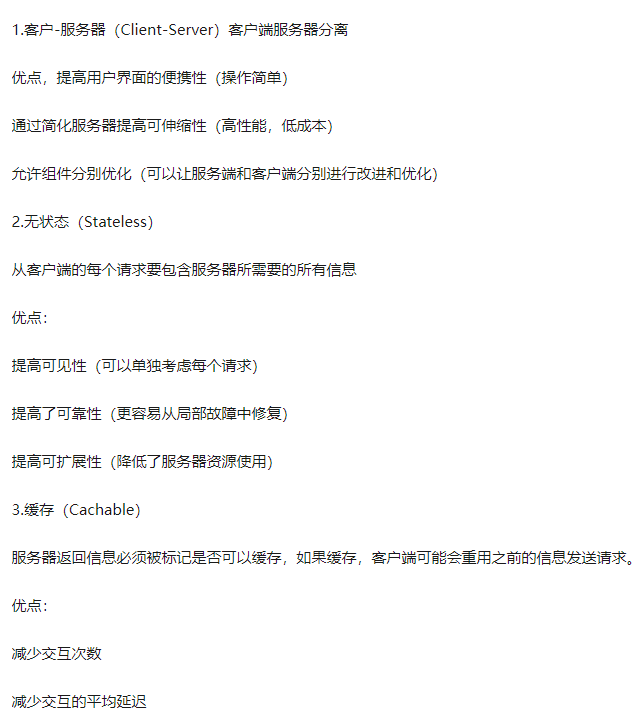 1.客户-服务器（Client-Server）客户端服务器分离
优点，提高用户界面的便携性（操作简单）
通过简化服务器提高可伸缩性（高性能，低成本）
允许组件分别优化（可以让服务端和客户端分别进行改进和优化）
2.无状态（Stateless）
从客户端的每个请求要包含服务器所需要的所有信息
优点：
提高可见性（可以单独考虑每个请求）
提高了可靠性（更容易从局部故障中修复）
提高可扩展性（降低了服务器资源使用）
3.缓存（Cachable）
服务器返回信息必须被标记是否可以缓存，如果缓存，客户端可能会重用之前的信息发送请求。
优点：
减少交互次数
减少交互的平均延迟